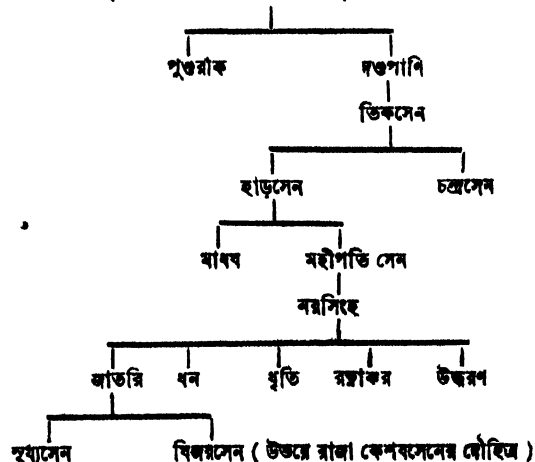 পুণ্ডরীক দণ্ডপাণি
তিকসেন
হাড়সেন চন্দ্রসেন
মাধব মহীপতি সেন
নরসিংহ
জাতরি ধন ধৃতি রত্নাকর উদ্ধরণ
সূর্য্যসেন বিজয়সেন ( উভয়ে রাজা কেশবসেনের দৌহিত্র )